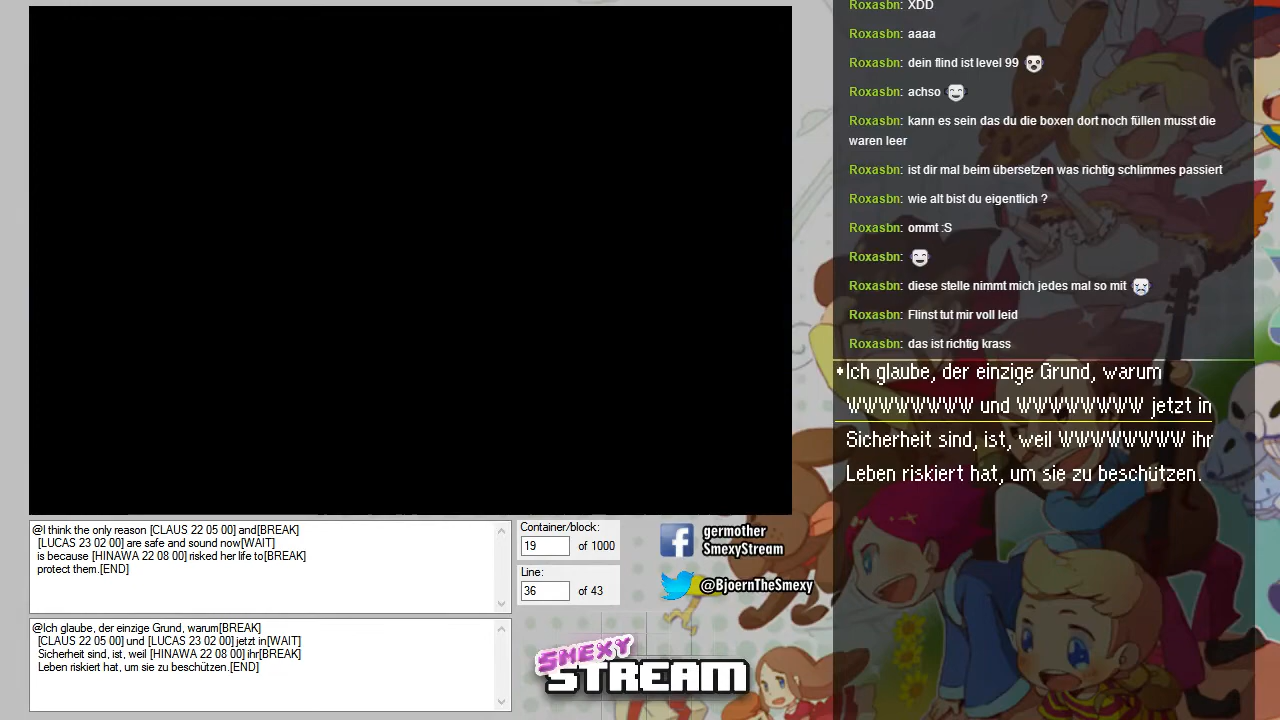 Roxasbn: XDD
Roxasbn: aaaa
Roxasbn: dein flind ist level 99
Roxasbn: achso
Roxasbn: kann es sein das du die boxen dort noch füllen musst die
waren leer
Roxasbn: ist dir mal beim übersetzen was richtig schlimmes passiert
Roxasbn: wie alt bist du eigentlich ?
Roxasbn: ommt :S
Roxasbn:
Roxasbn: diese stelle nimmt mich jedes mal so mit
Roxasbn: Flinst tut mir voll leid
Roxasbn: das ist richtig krass
•Ich glaube, der einzige Grund, warum
WWWWWWWW und WWWWWWWW jetzt in
Sicherheit sind, ist, weil WWWWWWWW ihr
Leben riskiert hat, um sie zu beschützen.
@I think the only reason [CLAUS 22 05 00] and[BREAK]
[LUCAS 23 02 00] are safe and sound now[WAIT]
is because [HINAWA 22 08 00] risked her life to[BREAK]
protect them.[END]
@Ich glaube, der einzige Grund, warum[BREAK]
[CLAUS 22 05 00] und [LUCAS 23 02 00] jetzt in[WAIT]
Sicherheit sind, ist, weil [HINAWA 22 08 00] ihr[BREAK]
Leben riskiert hat, um sie zu beschützen.[END]
Container/block:
19 of 1000
Line:
36 of 43
germother
SmexyStream
@BjoernTheSmexy
SMEXY
STREAM